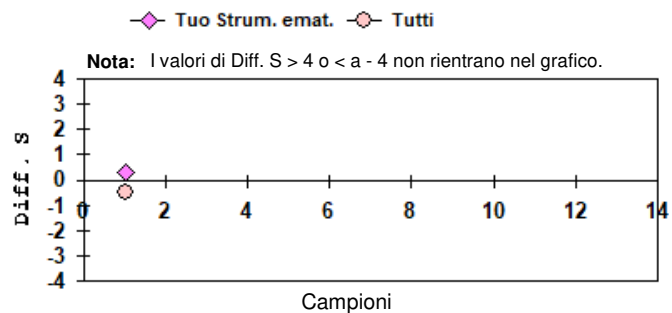 Tuo Strum. emat. Tutti
Nota: I valori di Diff. S > 4 o < a - 4 non rientrano nel grafico.
4
3
2
1
0
-1
-2
-3
-4
Diff. S
0 2 4 6 8 10 12 14
Campioni